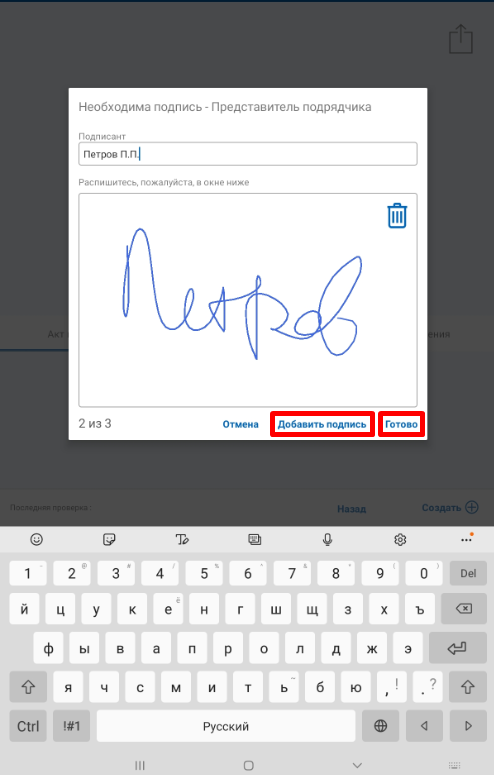 Необходима подпись - Представитель подрядчика
Подписант
Петров П.П.
Распишитесь, пожалуйста, в окне ниже
Петров
2 из 3 Отмена Добавить подпись Готово
Акт
ения
Последняя проверка : Назад Создать
1 2 3 4 5 6 7 8 9 0 Del
й ц у к е ё н г ш щ з х ъ
ф ы в а п р о л д ж э
я ч с м и т ь б ю , ! . ?
Ctrl !#1 Русский